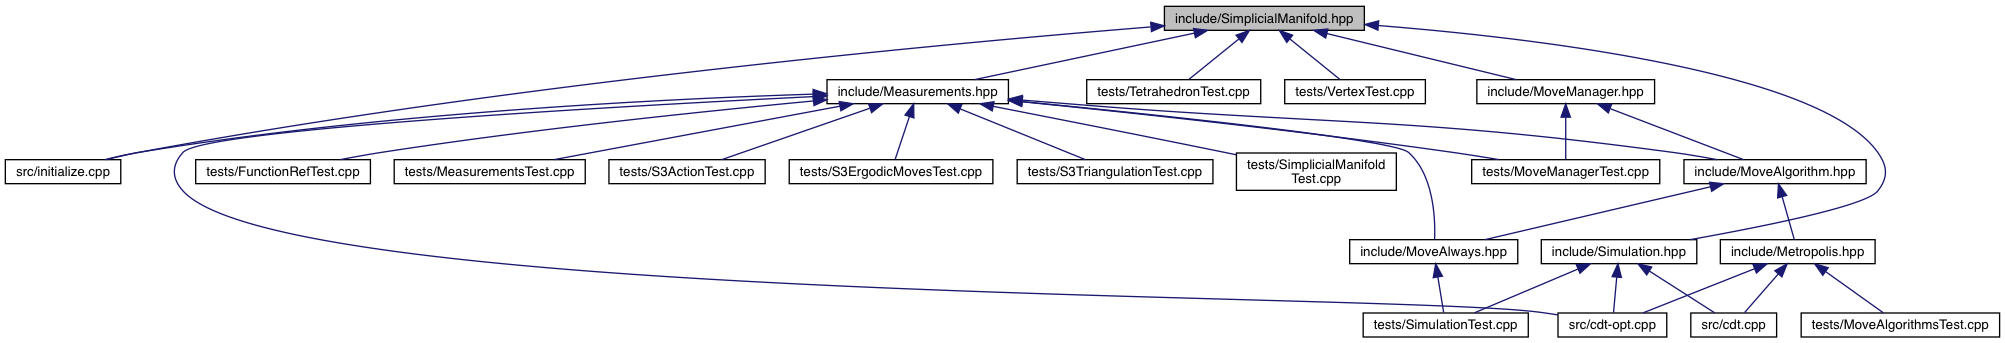 include/SimplicialManifold.hpp
include/Measurements.hpp
tests/TetrahedronTest.cpp
tests/VertexTest.cpp
include/MoveManager.hpp
src/initialize.cpp
tests/FunctionRefTest.cpp
tests/MeasurementsTest.cpp
tests/S3ActionTest.cpp
tests/S3ErgodicMovesTest.cpp
tests/S3TriangulationTest.cpp
tests/SimplicialManifold
Test.cpp
tests/MoveManagerTest.cpp
include/MoveAlgorithm.hpp
include/MoveAlways.hpp
include/Simulation.hpp
include/Metropolis.hpp
tests/SimulationTest.cpp
src/cdt-opt.cpp
src/cdt.cpp
tests/MoveAlgorithmsTest.cpp